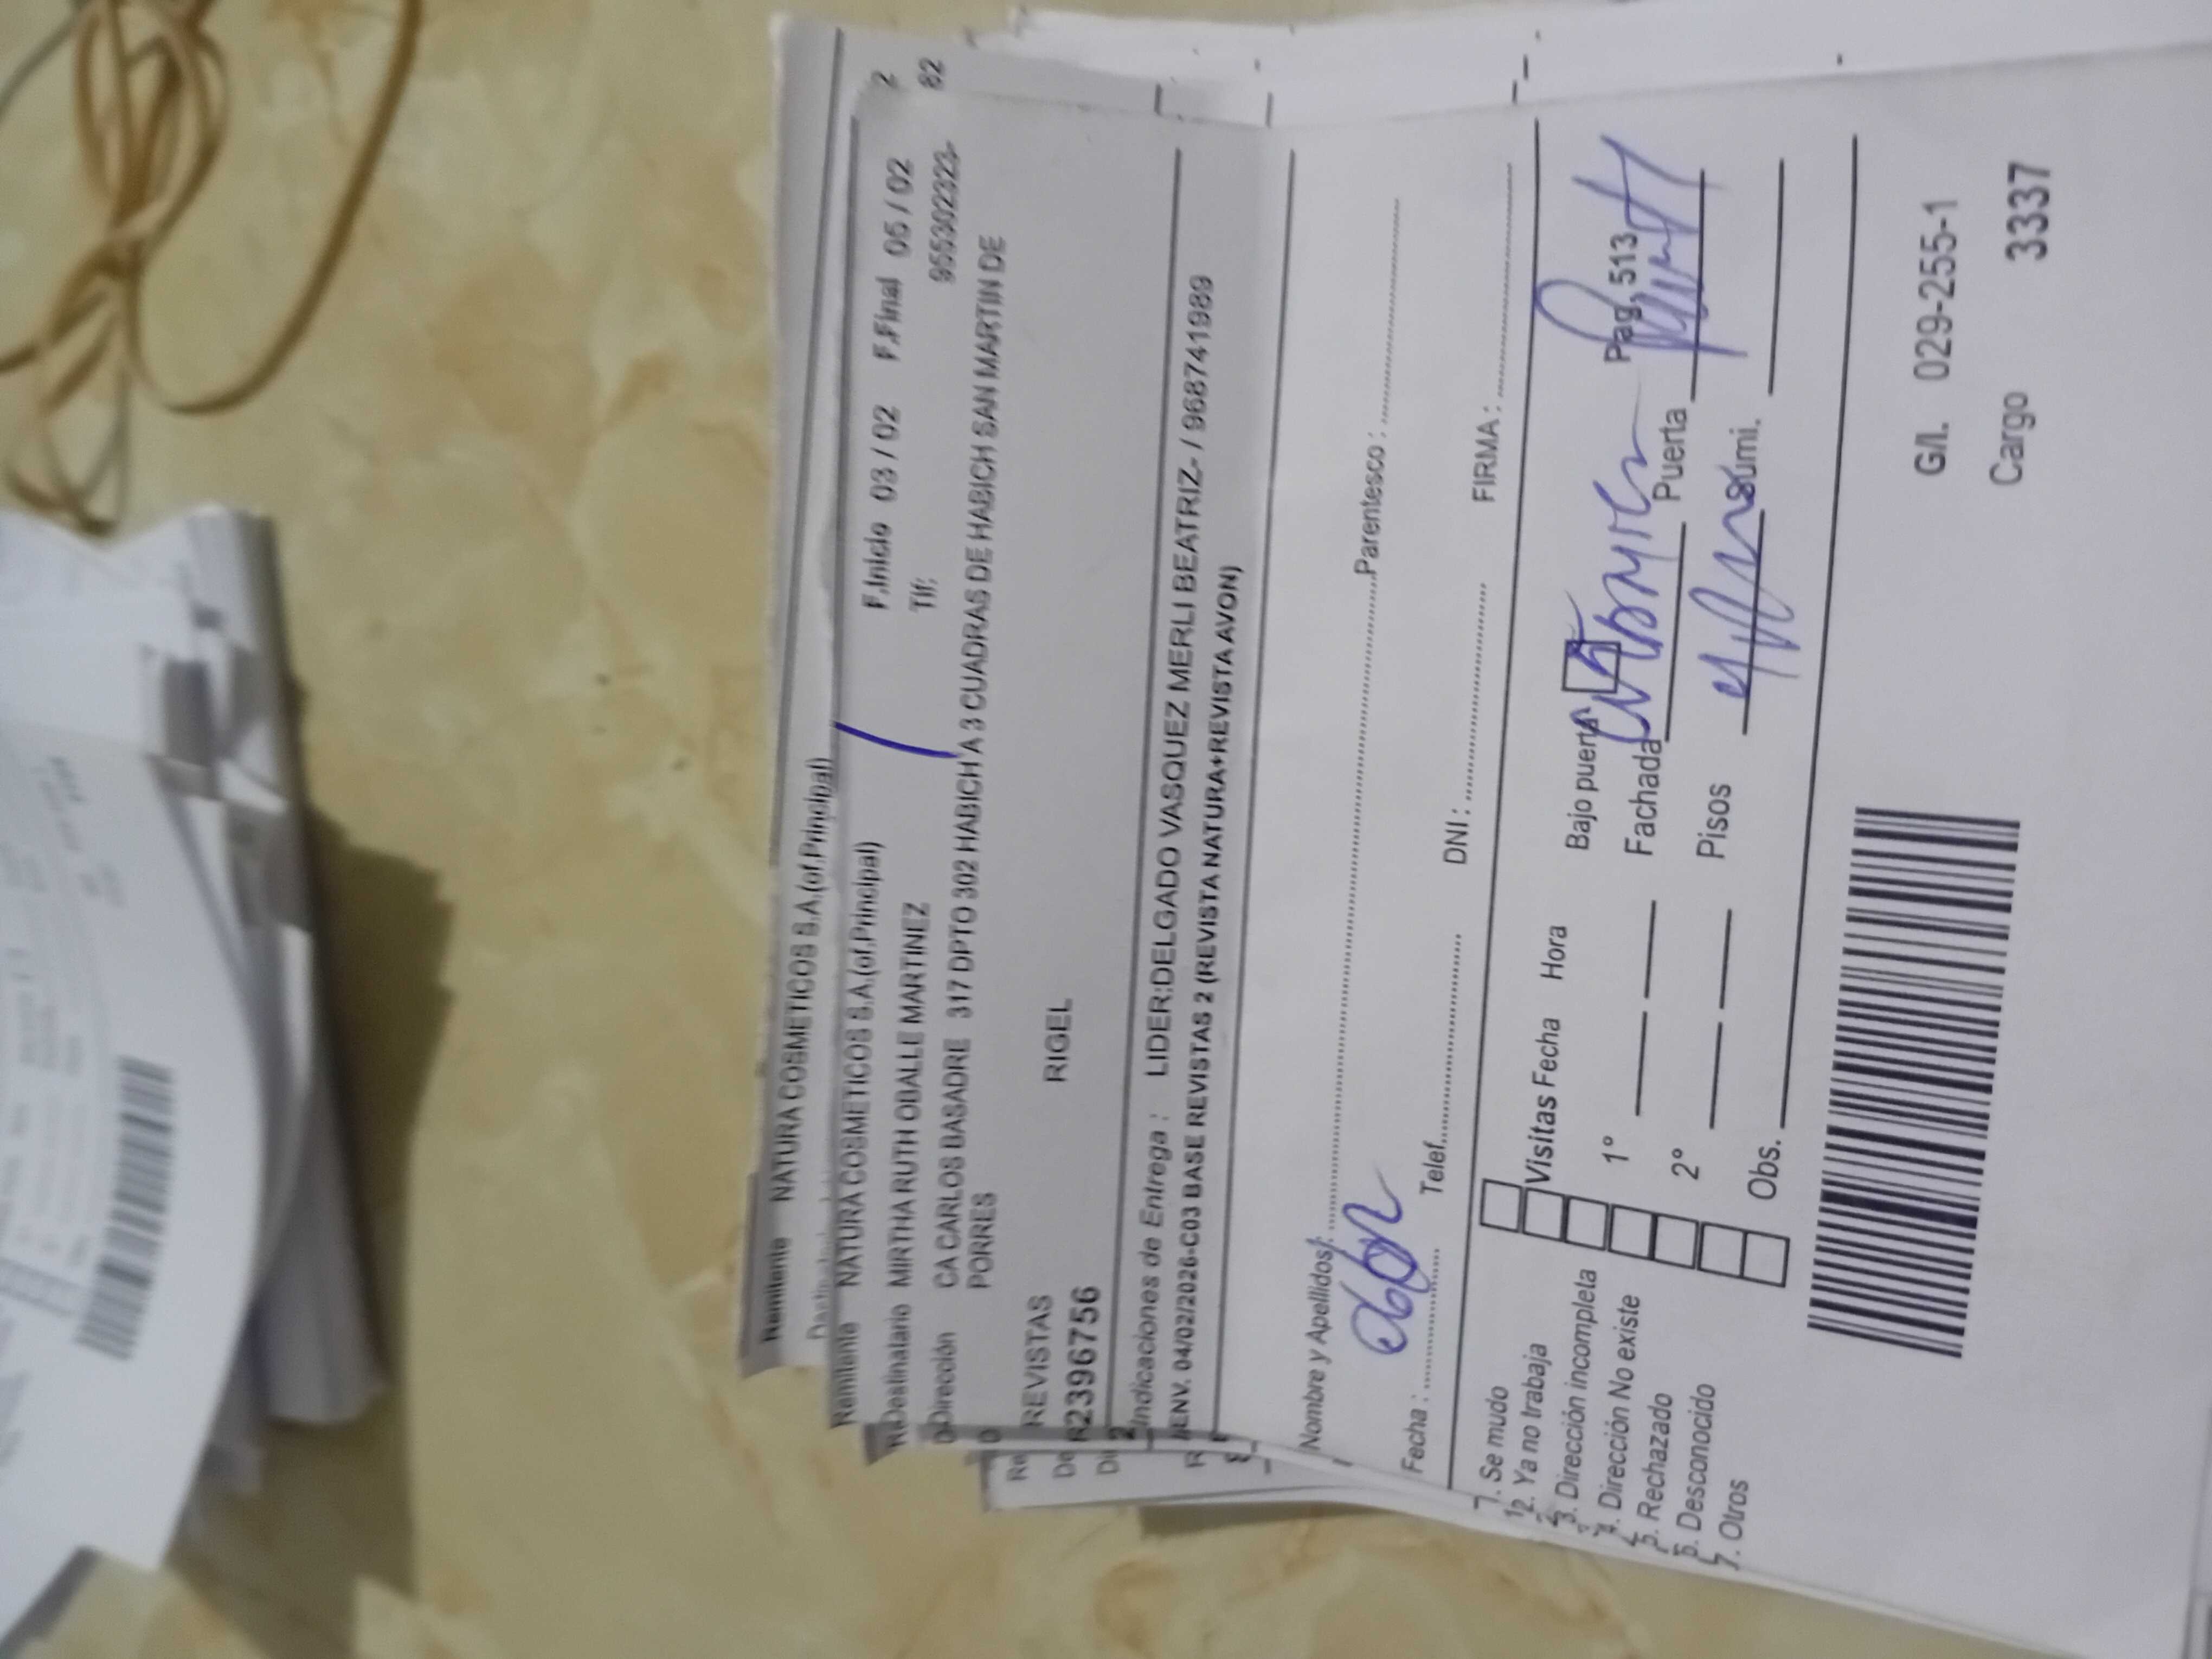 Remitente NATURA COSMETICOS S.A.(of.Principal)
Remitente NATURA COSMETICOS S.A.(of.Principal) F.Inicio 03 / 02 F.Final 05 / 02 2
Destinatario MIRTHA RUTH OBALLE MARTINEZ Tlf: 955302323- 82
Dirección CA CARLOS BASADRE 317 DPTO 302 HABICH A 3 CUADRAS DE HABICH SAN MARTIN DE
PORRES
REVISTAS RIGEL
R2396756
Indicaciones de Entrega : LIDER:DELGADO VASQUEZ MERLI BEATRIZ- / 968741989
ENV. 04/02/2026-C03 BASE REVISTAS 2 (REVISTA NATURA+REVISTA AVON)
Nombre y Apellidos: Parentesco :
Fecha : Telef. DNI : FIRMA :
1. Se mudo
2. Ya no trabaja
3. Dirección incompleta
4. Dirección No existe
5. Rechazado
6. Desconocido
7. Otros
Visitas Fecha Hora Bajo puerta Pag, 513
1° Fachada Puerta
2° Pisos Sumi.
Obs.
G/I. 029-255-1
Cargo 3337